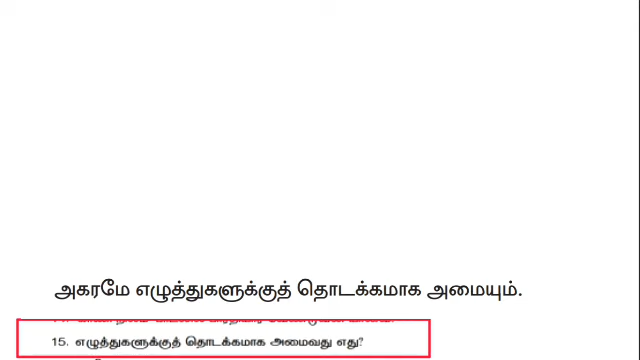 அகரமே எழுத்துகளுக்குத் தொடக்கமாக அமையும்.
15. எழுத்துகளுக்குத் தொடக்கமாக அமைவது எது?